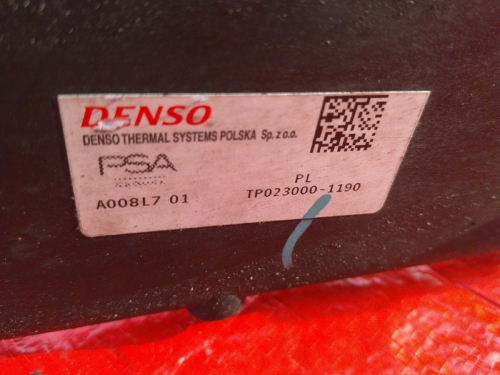 DENSO
DENSO THERMAL SYSTEMS POLSKA Sp. z o.o.
PSA
PL
A008L7 01
TP023000-1190